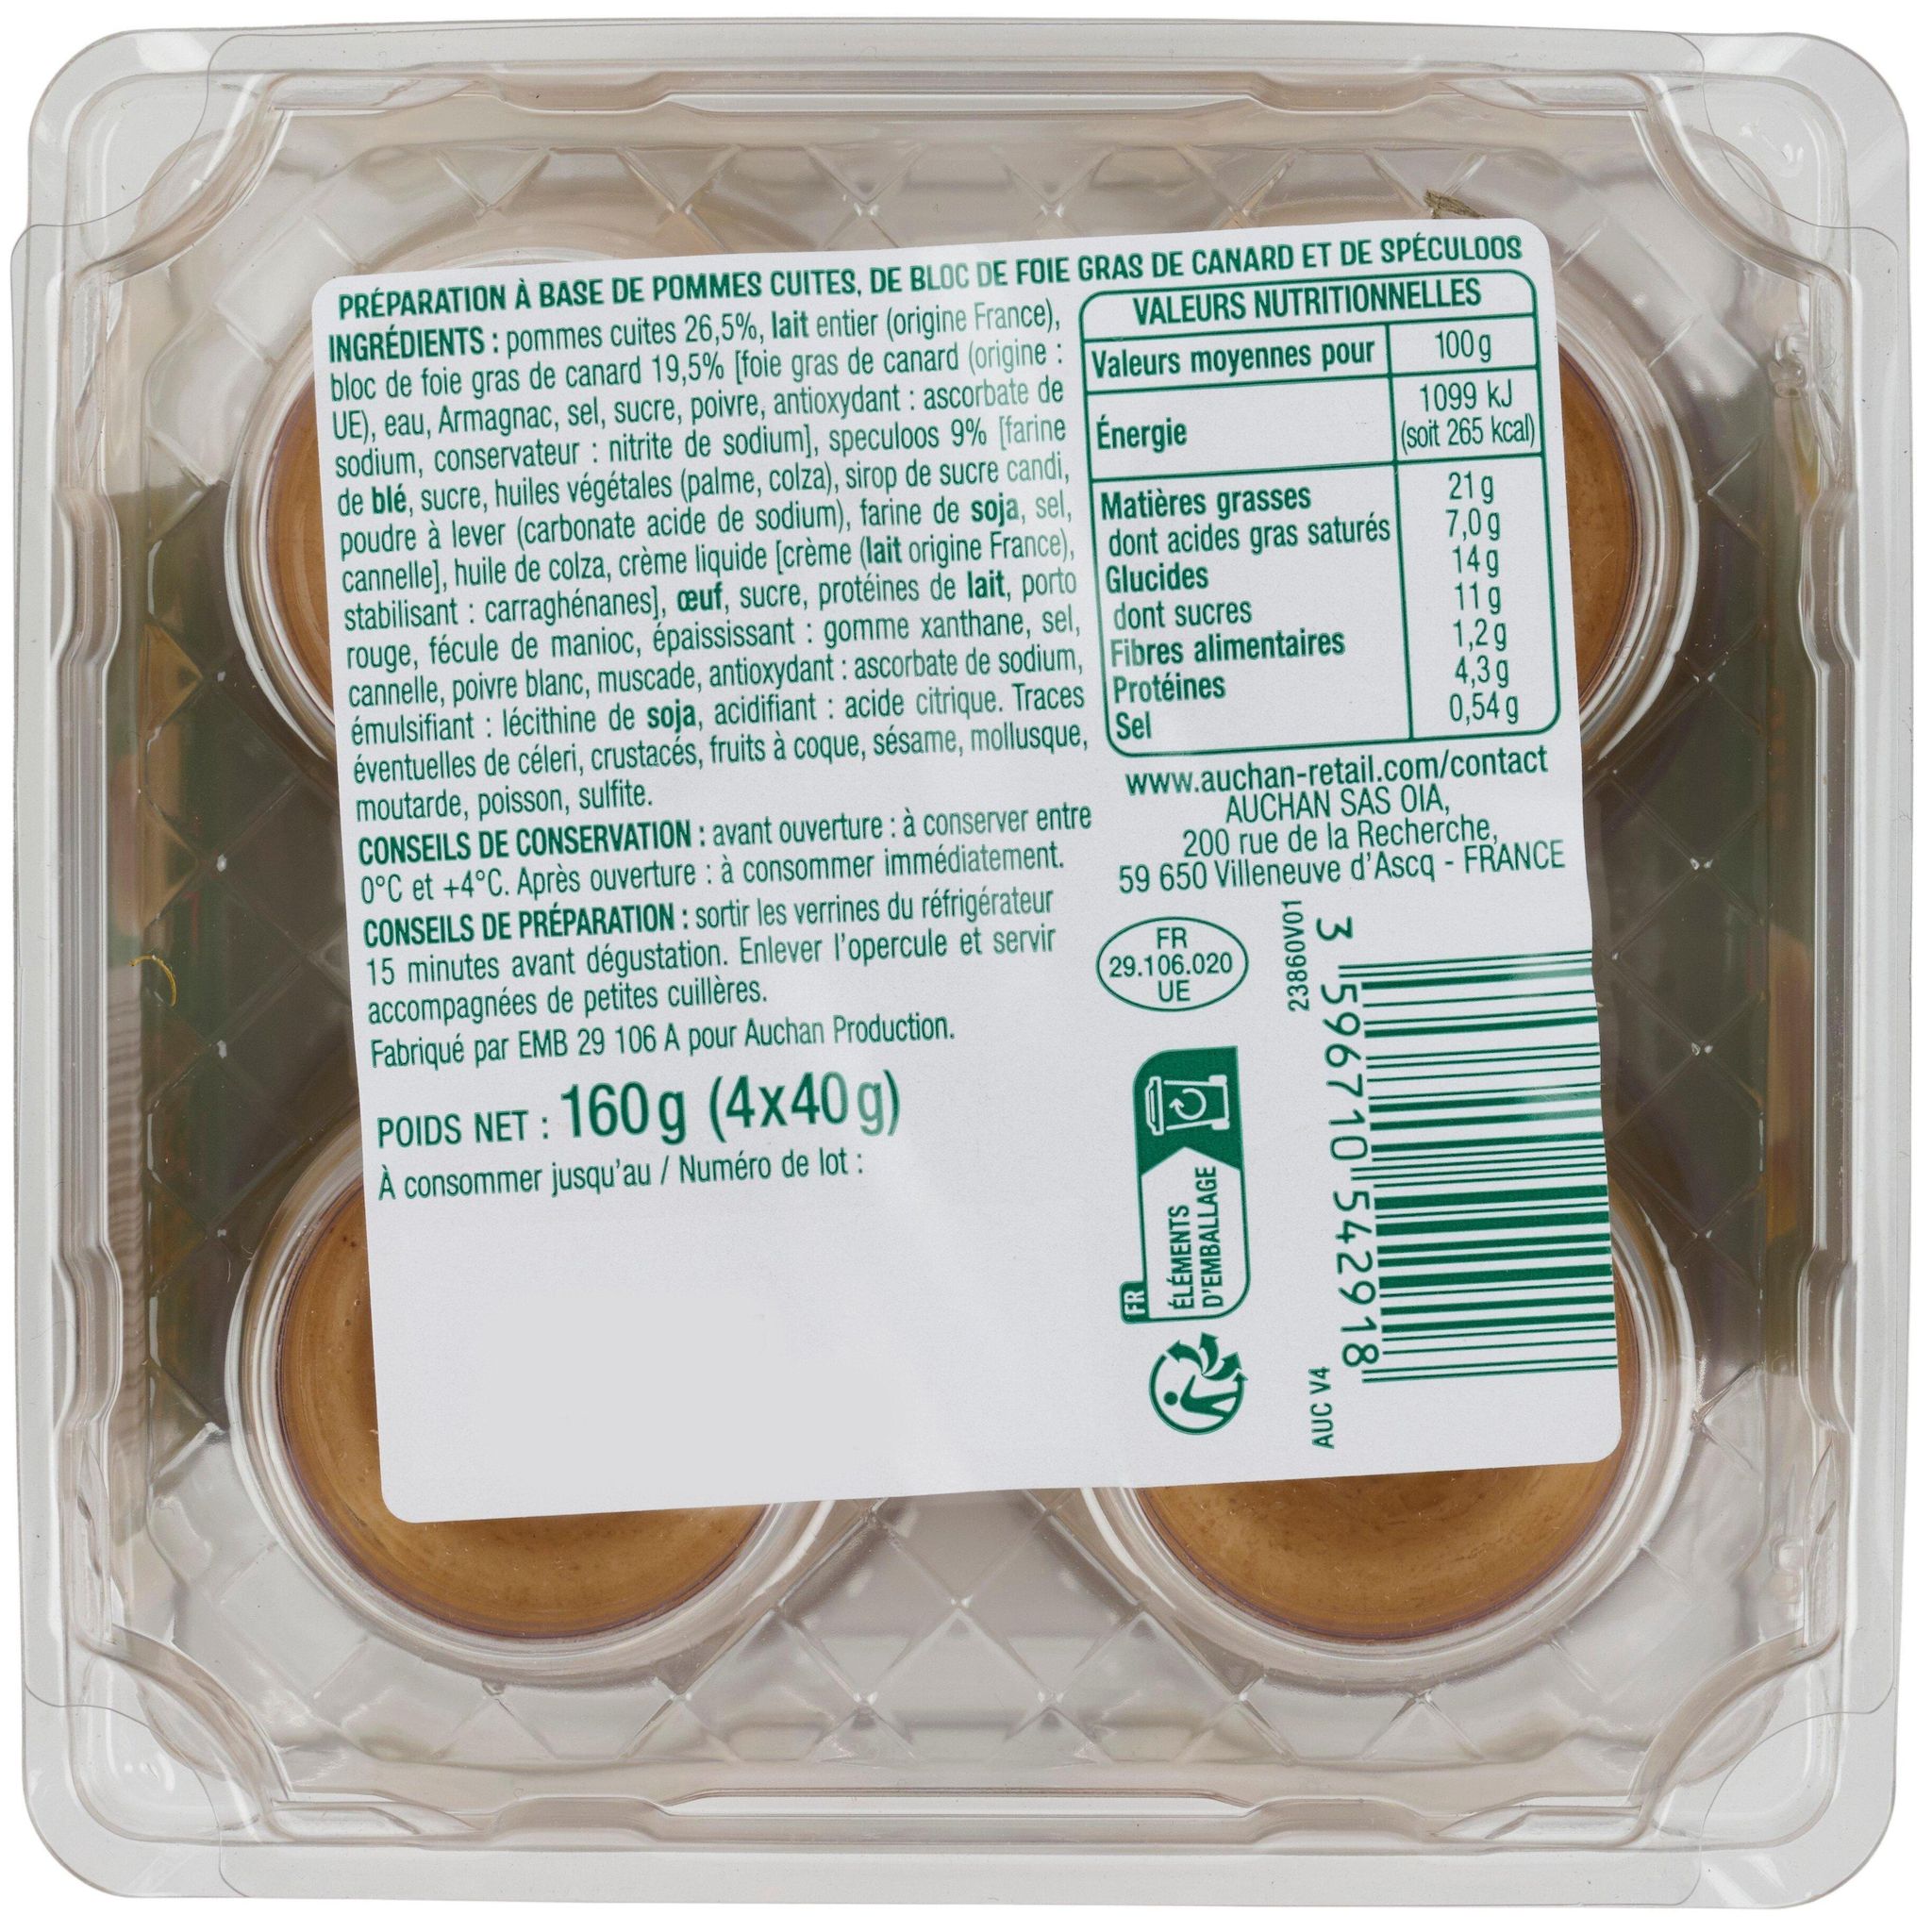 PRÉPARATION À BASE DE POMMES CUITES, DE BLOC DE FOIE GRAS DE CANARD ET DE SPÉCULOOS
INGRÉDIENTS : pommes cuites 26,5%, lait entier (origine France),
bloc de foie gras de canard 19,5% [foie gras de canard (origine :
UE), eau, Armagnac, sel, sucre, poivre, antioxydant : ascorbate de
sodium, conservateur : nitrite de sodium], speculoos 9% [farine
de blé, sucre, huiles végétales (palme, colza), sirop de sucre candi,
poudre à lever (carbonate acide de sodium), farine de soja, sel,
cannelle], huile de colza, crème liquide [crème (lait origine France),
stabilisant : carraghénanes], œuf, sucre, protéines de lait, porto
rouge, fécule de manioc, épaississant : gomme xanthane, sel,
cannelle, poivre blanc, muscade, antioxydant : ascorbate de sodium,
émulsifiant : lécithine de soja, acidifiant : acide citrique. Traces
éventuelles de céleri, crustacés, fruits à coque, sésame, mollusque,
moutarde, poisson, sulfite.
CONSEILS DE CONSERVATION : avant ouverture : à conserver entre
0°C et +4°C. Après ouverture : à consommer immédiatement.
CONSEILS DE PRÉPARATION : sortir les verrines du réfrigérateur
15 minutes avant dégustation. Enlever l'opercule et servir
accompagnées de petites cuillères.
Fabriqué par EMB 29 106 A pour Auchan Production.
POIDS NET : 160 g (4x40 g)
À consommer jusqu'au / Numéro de lot :
VALEURS NUTRITIONNELLES
Valeurs moyennes pour 100 g
Énergie 1099 kJ
(soit 265 kcal)
Matières grasses 21 g
dont acides gras saturés 7,0 g
Glucides 14 g
dont sucres 11 g
Fibres alimentaires 1,2 g
Protéines 4,3 g
Sel 0,54 g
www.auchan-retail.com/contact
AUCHAN SAS OIA,
200 rue de la Recherche,
59 650 Villeneuve d'Ascq - FRANCE
FR
29.106.020
UE
23860V01
3 596710 542918
AUC V4
FR
ÉLÉMENTS
D'EMBALLAGE